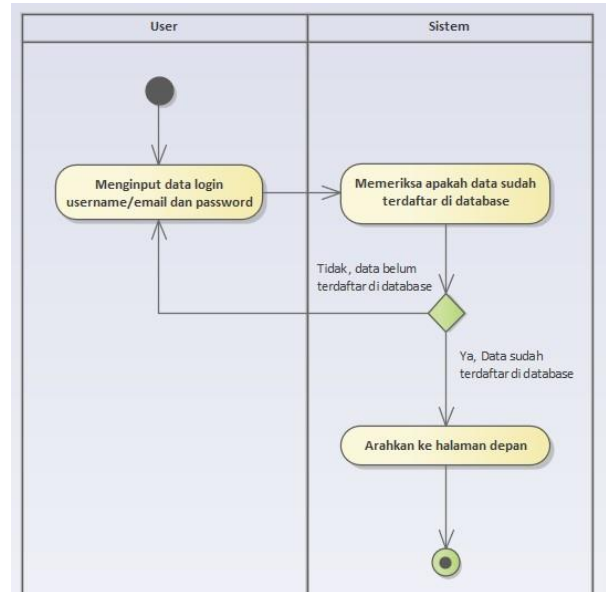 User
Sistem
Menginput data login
username/email dan password
Memeriksa apakah data sudah
terdaftar di database
Tidak, data belum
terdaftar di database
Ya, Data sudah
terdaftar di database
Arahkan ke halaman depan